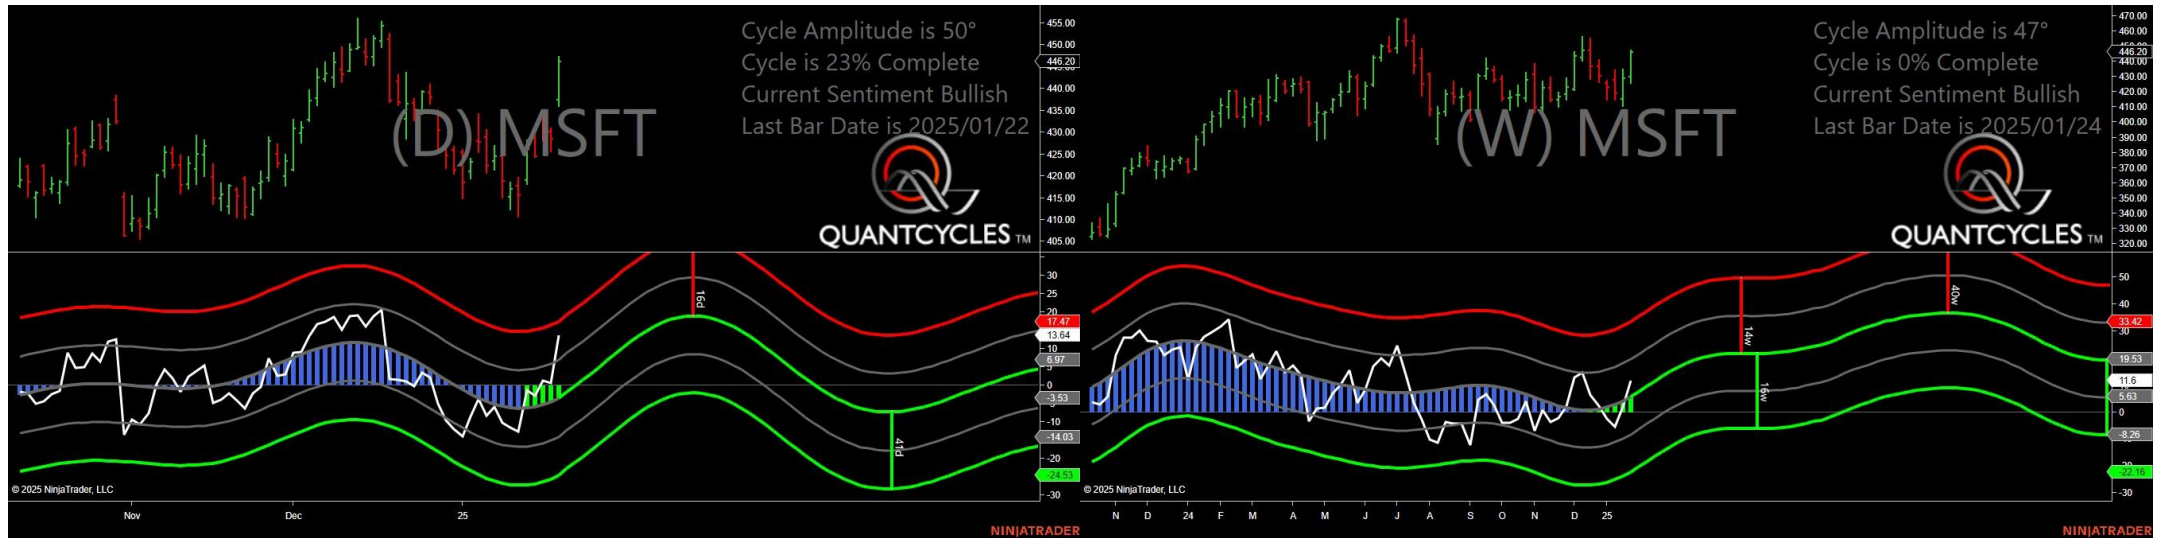 Cycle Amplitude is 50°
Cycle is 23% Complete
Current Sentiment Bullish
Last Bar Date is 2025/01/22
(D) MSFT
QUANTCYCLES TM
455.00
450.00
446.20
440.00
435.00
430.00
425.00
420.00
415.00
410.00
405.00
16d
41d
30
25
20
17.47
13.64
10
6.97
0
-3.53
-10
-14.03
-20
-24.53
-30
© 2025 NinjaTrader, LLC
Nov
Dec
25
NINJATRADER
Cycle Amplitude is 47°
Cycle is 0% Complete
Current Sentiment Bullish
Last Bar Date is 2025/01/24
(W) MSFT
QUANTCYCLES TM
470.00
460.00
446.20
440.00
430.00
420.00
410.00
400.00
390.00
380.00
370.00
360.00
350.00
340.00
330.00
320.00
14w
16w
40w
50
40
33.42
30
19.53
11.6
5.63
0
-8.26
-22.16
-30
© 2025 NinjaTrader, LLC
N D 24 F M A M J J A S O N D 25
NINJATRADER